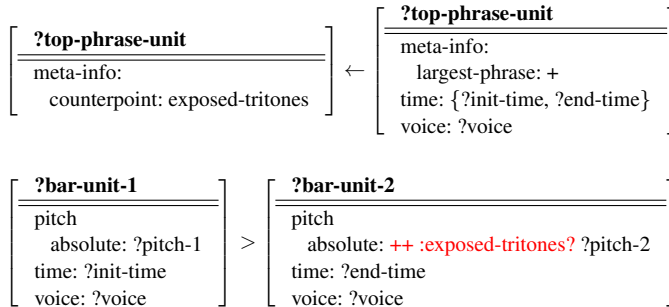 ?top-phrase-unit
meta-info:
counterpoint: exposed-tritones
←
?top-phrase-unit
meta-info:
largest-phrase: +
time: {?init-time, ?end-time}
voice: ?voice
?bar-unit-1
pitch
absolute: ?pitch-1
time: ?init-time
voice: ?voice
>
?bar-unit-2
pitch
absolute: ++ :exposed-tritones? ?pitch-2
time: ?end-time
voice: ?voice